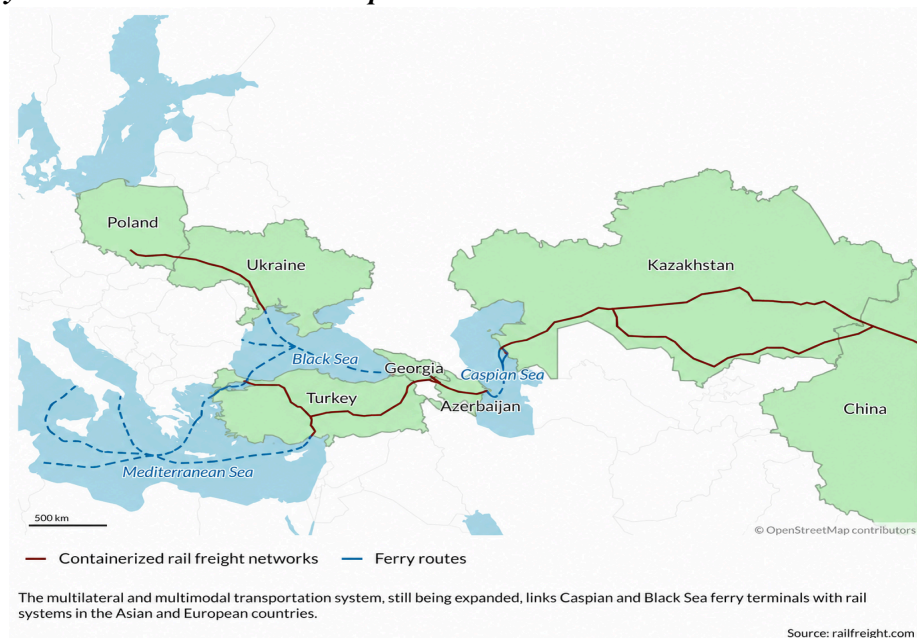 Poland
Ukraine
Kazakhstan
Black Sea
Georgia
Caspian Sea
Turkey
Azerbaijan
China
Mediterranean Sea
500 km
© OpenStreetMap contributors
Containerized rail freight networks
Ferry routes
The multilateral and multimodal transportation system, still being expanded, links Caspian and Black Sea ferry terminals with rail
systems in the Asian and European countries.
Source: railfreight.com